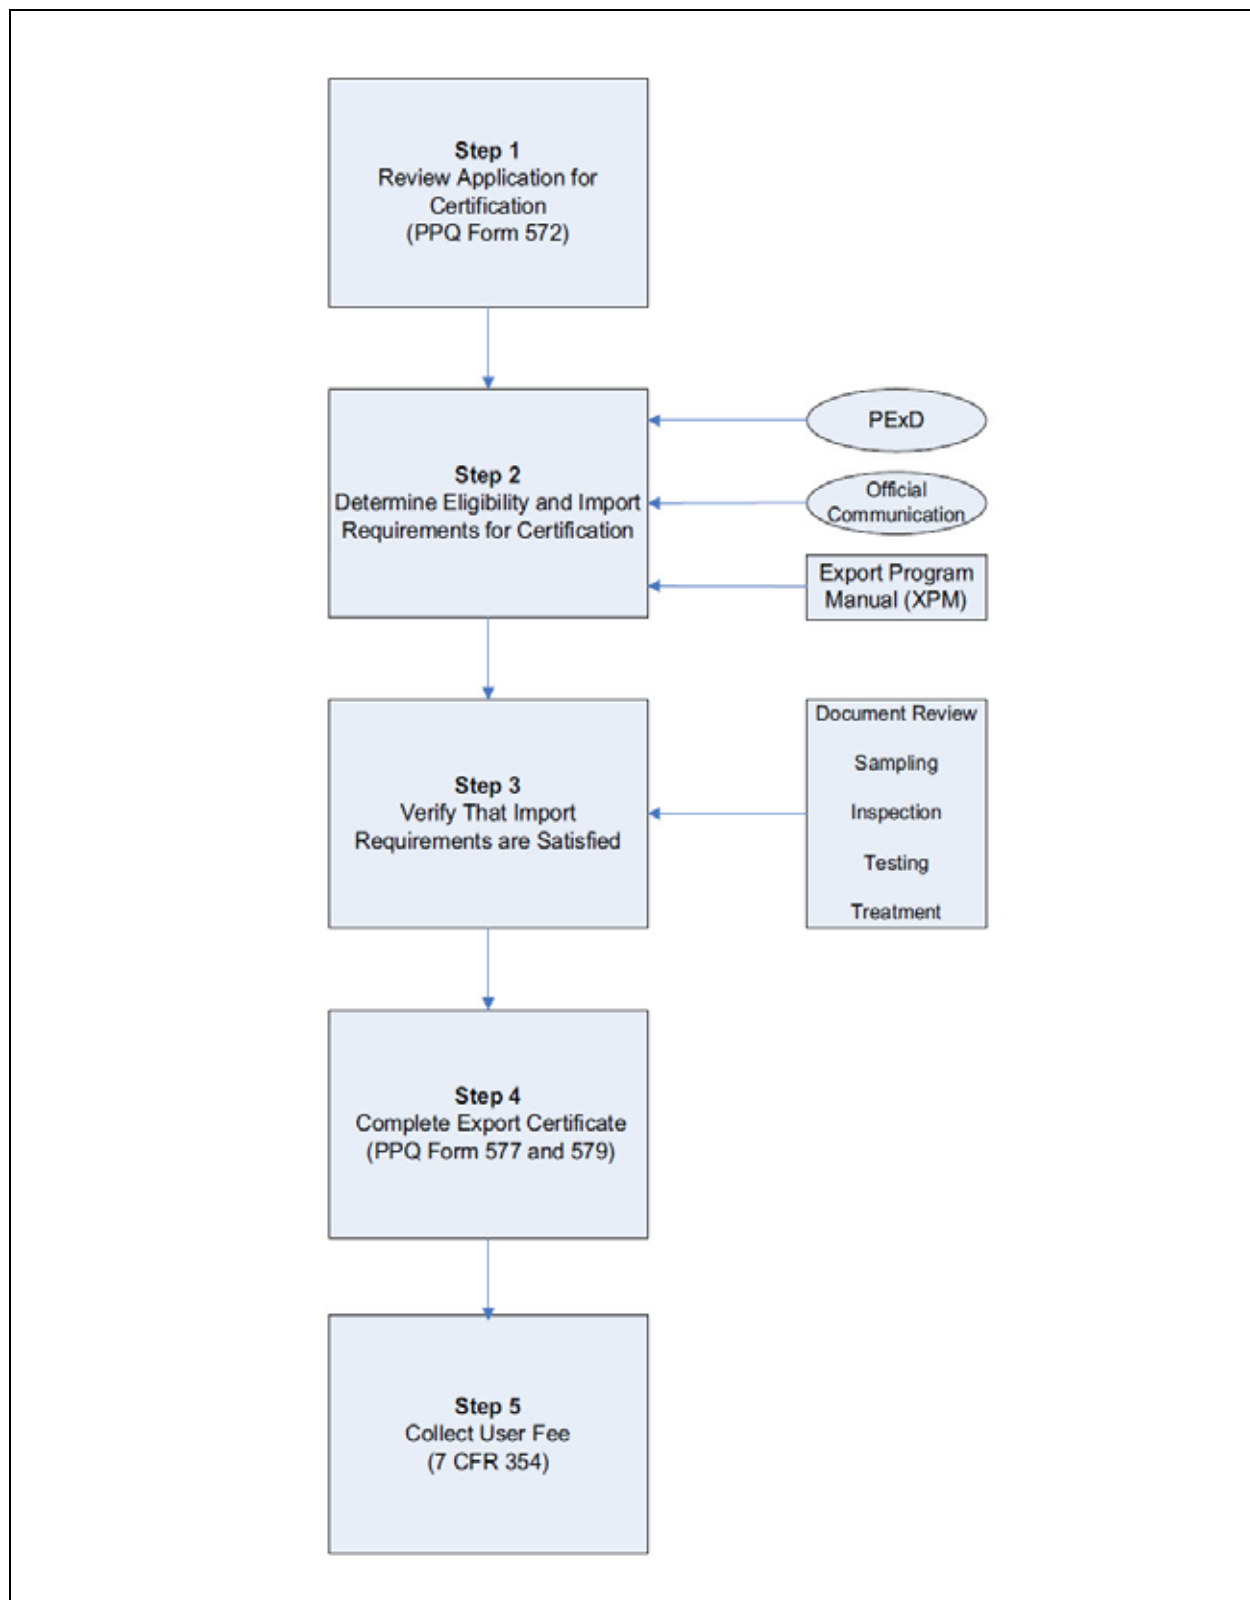 Step 1
Review Application for
Certification
(PPQ Form 572)
Step 2
Determine Eligibility and Import
Requirements for Certification
PExD
Official
Communication
Export Program
Manual (XPM)
Step 3
Verify That Import
Requirements are Satisfied
Document Review
Sampling
Inspection
Testing
Treatment
Step 4
Complete Export Certificate
(PPQ Form 577 and 579)
Step 5
Collect User Fee
(7 CFR 354)